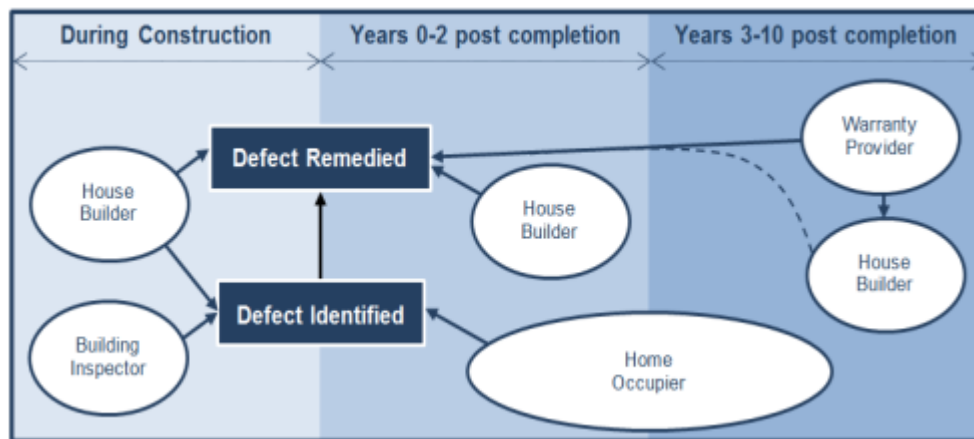 During Construction
Years 0-2 post completion
Years 3-10 post completion
Warranty
Provider
Defect Remedied
House
Builder
House
Builder
House
Builder
Defect Identified
Building
Inspector
Home
Occupier